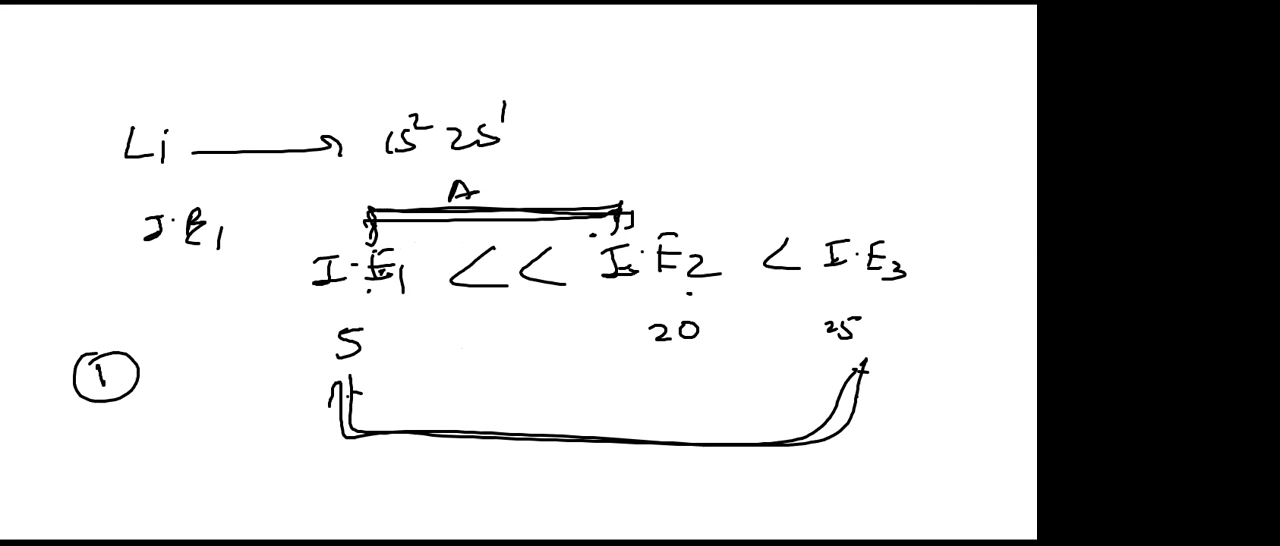 Li → 1s² 2s¹
I.E₁
A
I.E₁ << I.E₂ < I.E₃
5 20 25
1